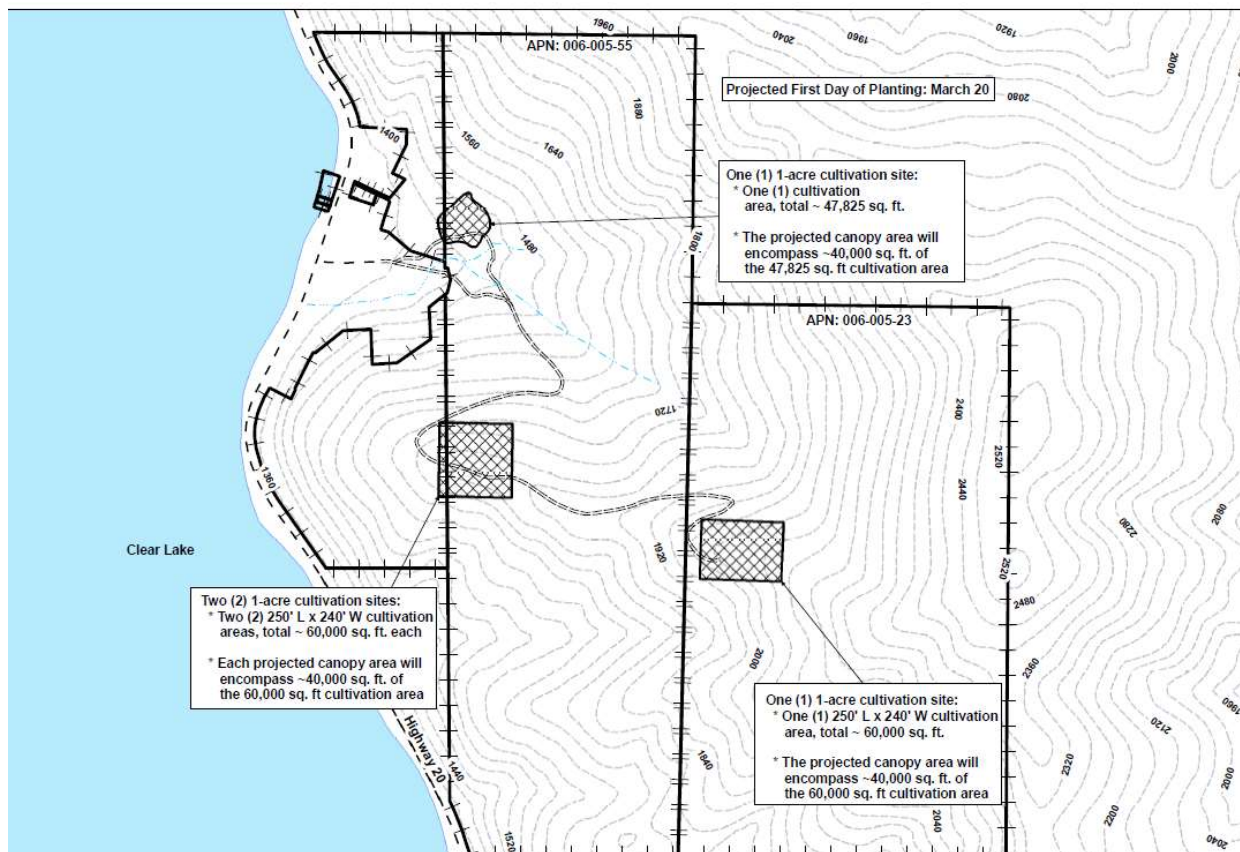 1960
2040
1960
1920
2000
APN: 006-005-55
2080
Projected First Day of Planting: March 20
1880
1400
1560
1640
One (1) 1-acre cultivation site:
* One (1) cultivation
area, total ~ 47,825 sq. ft.
* The projected canopy area will
encompass ~40,000 sq. ft. of
the 47,825 sq. ft cultivation area
1480
1800
APN: 006-005-23
1720
2400
2520
1360
2440
2280
2080
Clear Lake
1920
2520
2480
Two (2) 1-acre cultivation sites:
* Two (2) 250' L x 240' W cultivation
areas, total ~ 60,000 sq. ft. each
* Each projected canopy area will
encompass ~40,000 sq. ft. of
the 60,000 sq. ft cultivation area
2000
2360
1960
One (1) 1-acre cultivation site:
* One (1) 250' L x 240' W cultivation
area, total ~ 60,000 sq. ft.
* The projected canopy area will
encompass ~40,000 sq. ft. of
the 60,000 sq. ft cultivation area
2120
Highway 20
1440
1840
2320
2000
2200
1520
2040
2040